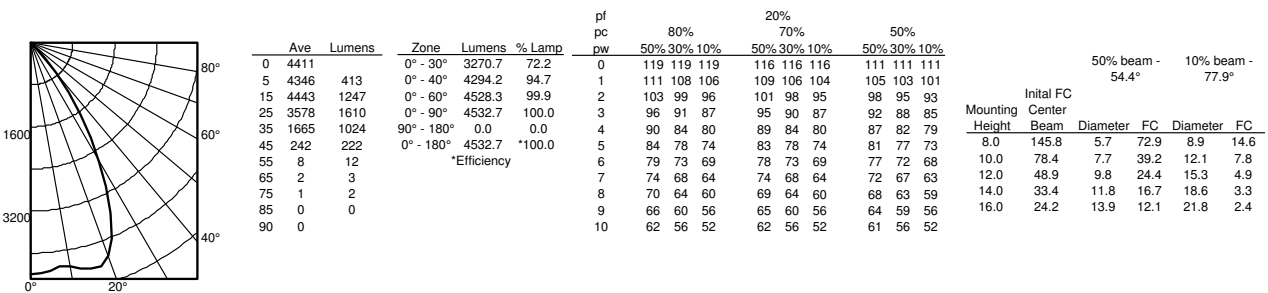 80°
60°
40°
1600
3200
0° 20°
Ave Lumens
0 4411
5 4346 413
15 4443 1247
25 3578 1610
35 1665 1024
45 242 222
55 8 12
65 2 3
75 1 2
85 0 0
90 0
Zone Lumens % Lamp
0° - 30° 3270.7 72.2
0° - 40° 4294.2 94.7
0° - 60° 4528.3 99.9
0° - 90° 4532.7 100.0
90° - 180° 0.0 0.0
0° - 180° 4532.7 *100.0
*Efficiency
pf 20%
pc 80% 70% 50%
pw 50% 30% 10% 50% 30% 10% 50% 30% 10%
0 119 119 119 116 116 116 111 111 111
1 111 108 106 109 106 104 105 103 101
2 103 99 96 101 98 95 98 95 93
3 96 91 87 95 90 87 92 88 85
4 90 84 80 89 84 80 87 82 79
5 84 78 74 83 78 74 81 77 73
6 79 73 69 78 73 69 77 72 68
7 74 68 64 74 68 64 72 67 63
8 70 64 60 69 64 60 68 63 59
9 66 60 56 65 60 56 64 59 56
10 62 56 52 62 56 52 61 56 52
50% beam - 10% beam -
54.4° 77.9°
Inital FC
Mounting Center
Height Beam Diameter FC Diameter FC
8.0 145.8 5.7 72.9 8.9 14.6
10.0 78.4 7.7 39.2 12.1 7.8
12.0 48.9 9.8 24.4 15.3 4.9
14.0 33.4 11.8 16.7 18.6 3.3
16.0 24.2 13.9 12.1 21.8 2.4